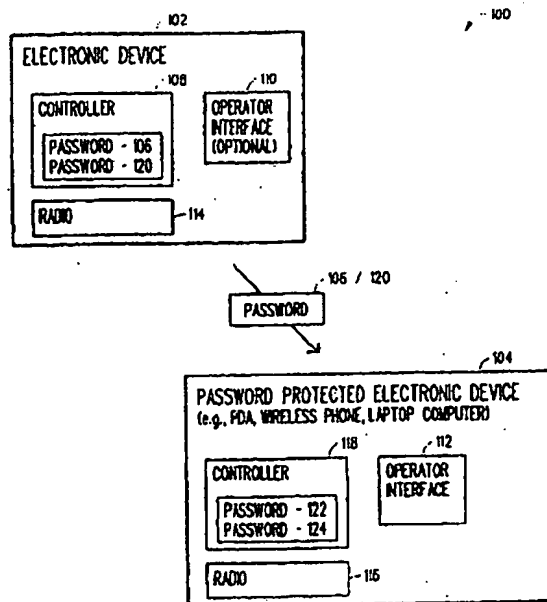 100
102
ELECTRONIC DEVICE
108
CONTROLLER
PASSWORD - 106
PASSWORD - 120
110
OPERATOR
INTERFACE
(OPTIONAL)
RADIO
114
106 / 120
PASSWORD
104
PASSWORD PROTECTED ELECTRONIC DEVICE
(e.g., PDA, WIRELESS PHONE, LAPTOP COMPUTER)
118
CONTROLLER
PASSWORD - 122
PASSWORD - 124
112
OPERATOR
INTERFACE
RADIO
116